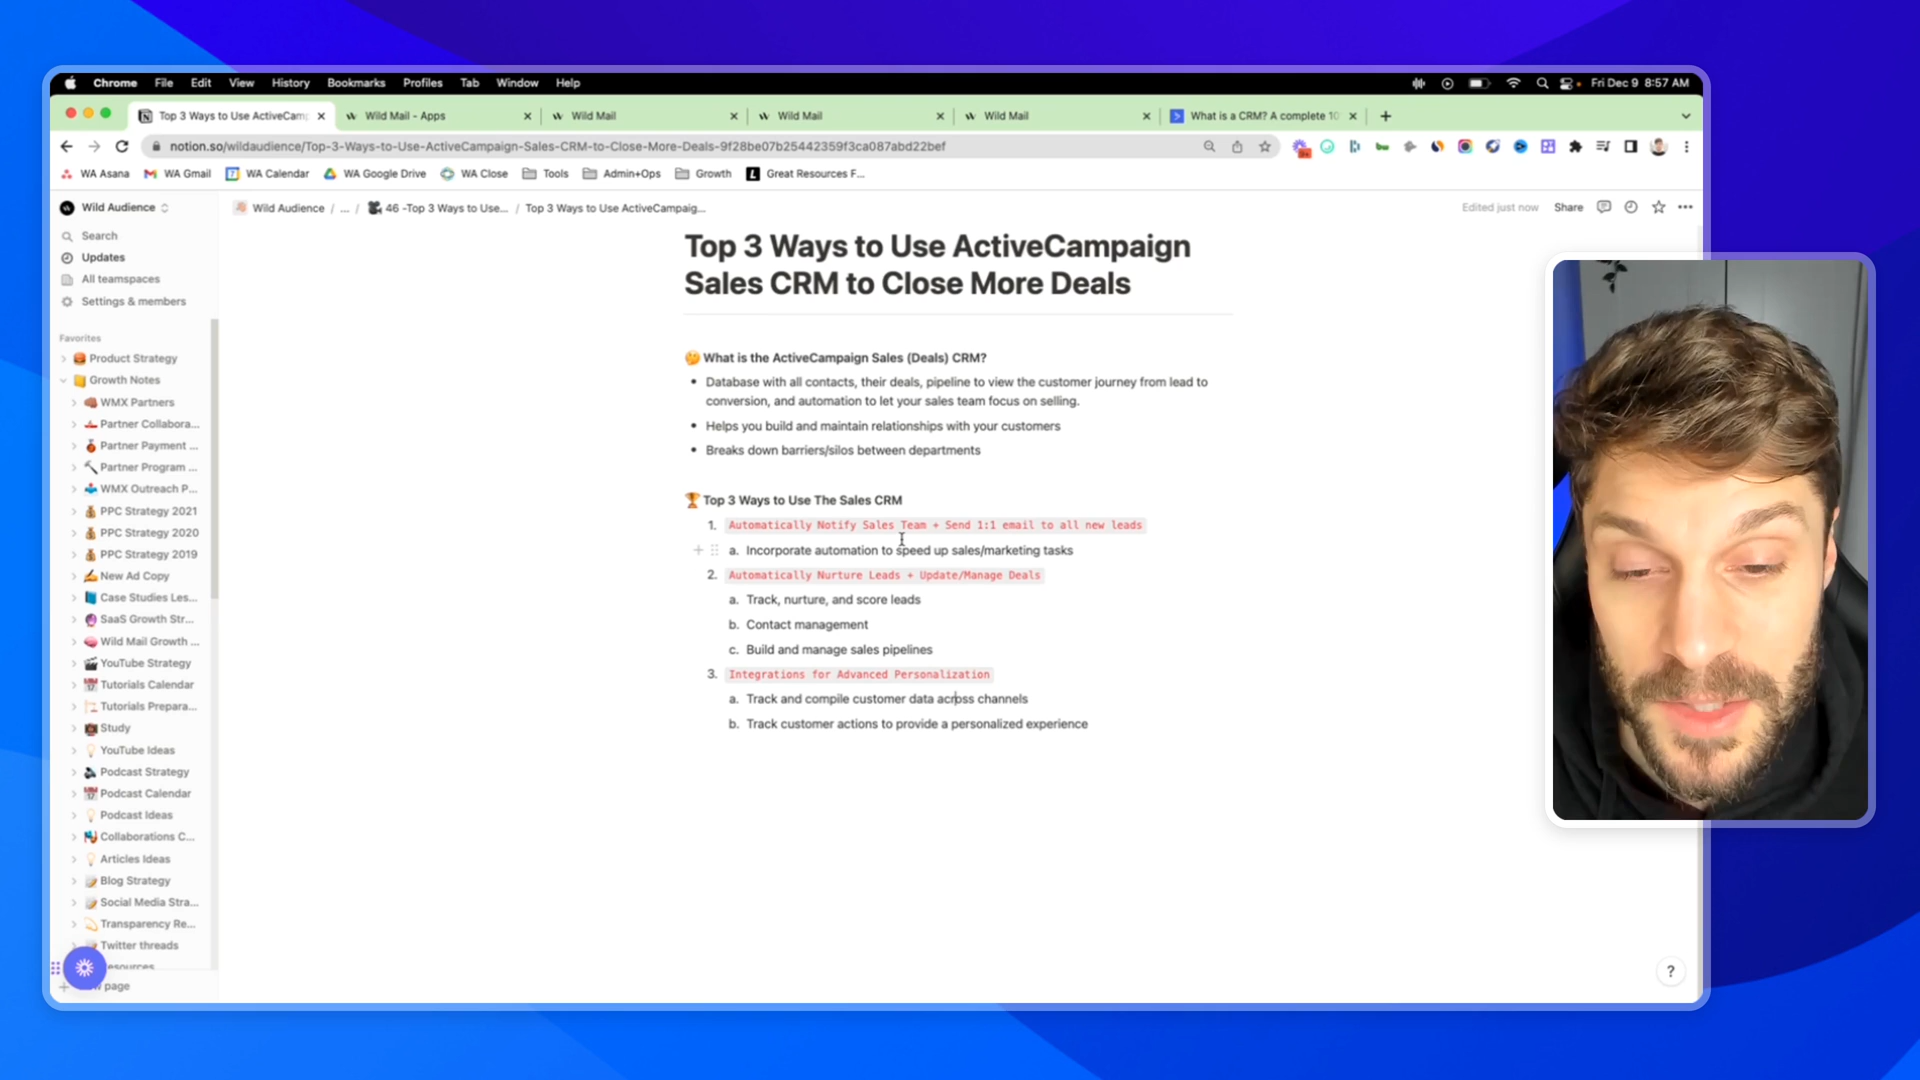 Chrome File Edit View History Bookmarks Profiles Tab Window Help Fri Dec 9 8:57 AM
Top 3 Ways to Use ActiveCam Wild Mail - Apps Wild Mail Wild Mail Wild Mail What is a CRM? A complete 10
notion.so/wildaudience/Top-3-Ways-to-Use-ActiveCampaign-Sales-CRM-to-Close-More-Deals-9f28be07b25442359f3ca087abd22bef
WA Asana WA Gmail WA Calendar WA Google Drive WA Close Tools Admin+Ops Growth Great Resources F...
Wild Audience
Wild Audience / ... / 46 -Top 3 Ways to Use... / Top 3 Ways to Use ActiveCampaig...
Edited just now Share
Search
Updates
All teamspaces
Settings & members
Favorites
Product Strategy
Growth Notes
WMX Partners
Partner Collabora...
Partner Payment ...
Partner Program ...
WMX Outreach P...
PPC Strategy 2021
PPC Strategy 2020
PPC Strategy 2019
New Ad Copy
Case Studies Les...
SaaS Growth Str...
Wild Mail Growth ...
YouTube Strategy
Tutorials Calendar
Tutorials Prepara...
Study
YouTube Ideas
Podcast Strategy
Podcast Calendar
Podcast Ideas
Collaborations C...
Articles Ideas
Blog Strategy
Social Media Stra...
Transparency Re...
Twitter threads
page
Top 3 Ways to Use ActiveCampaign
Sales CRM to Close More Deals
What is the ActiveCampaign Sales (Deals) CRM?
• Database with all contacts, their deals, pipeline to view the customer journey from lead to
conversion, and automation to let your sales team focus on selling.
• Helps you build and maintain relationships with your customers
• Breaks down barriers/silos between departments
Top 3 Ways to Use The Sales CRM
1. Automatically Notify Sales Team + Send 1:1 email to all new leads
a. Incorporate automation to speed up sales/marketing tasks
2. Automatically Nurture Leads + Update/Manage Deals
a. Track, nurture, and score leads
b. Contact management
c. Build and manage sales pipelines
3. Integrations for Advanced Personalization
a. Track and compile customer data across channels
b. Track customer actions to provide a personalized experience
?